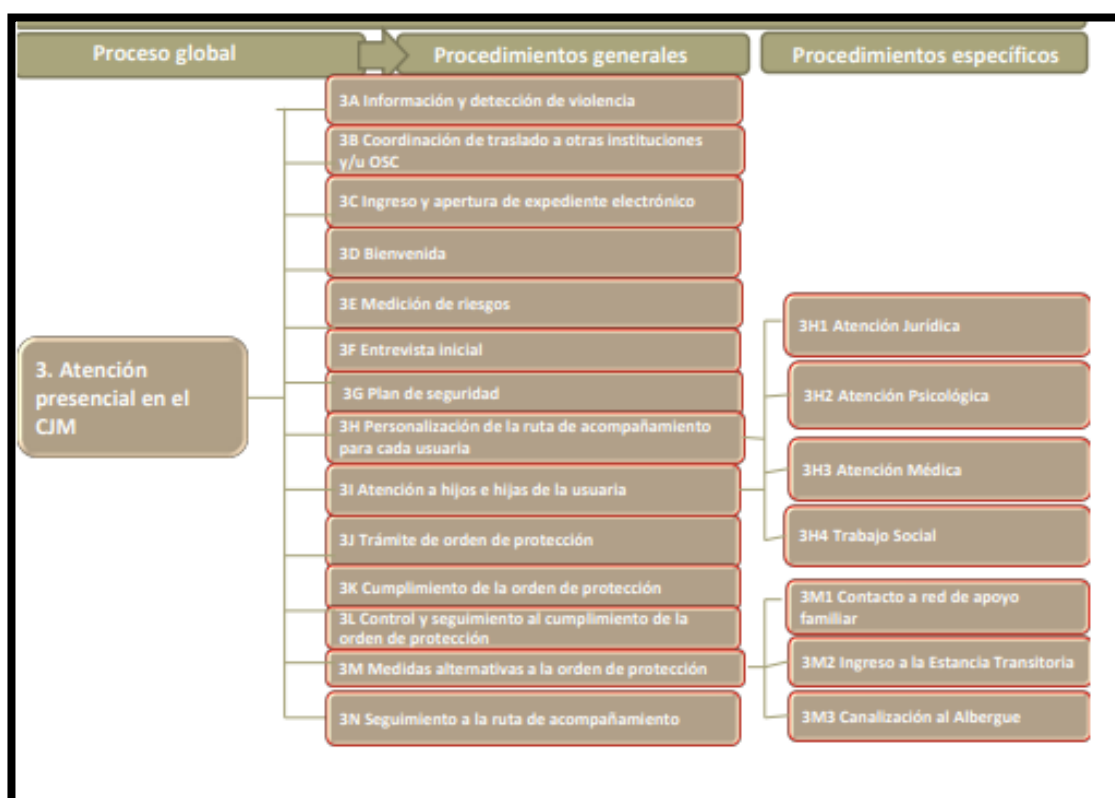 Proceso global
Procedimientos generales
Procedimientos específicos
3. Atención
presencial en el
CJM
3A Información y detección de violencia
3B Coordinación de traslado a otras instituciones
y/u OSC
3C Ingreso y apertura de expediente electrónico
3D Bienvenida
3E Medición de riesgos
3F Entrevista inicial
3G Plan de seguridad
3H Personalización de la ruta de acompañamiento
para cada usuaria
3I Atención a hijos e hijas de la usuaria
3J Trámite de orden de protección
3K Cumplimiento de la orden de protección
3L Control y seguimiento al cumplimiento de la
orden de protección
3M Medidas alternativas a la orden de protección
3N Seguimiento a la ruta de acompañamiento
3H1 Atención Jurídica
3H2 Atención Psicológica
3H3 Atención Médica
3H4 Trabajo Social
3M1 Contacto a red de apoyo
familiar
3M2 Ingreso a la Estancia Transitoria
3M3 Canalización al Albergue